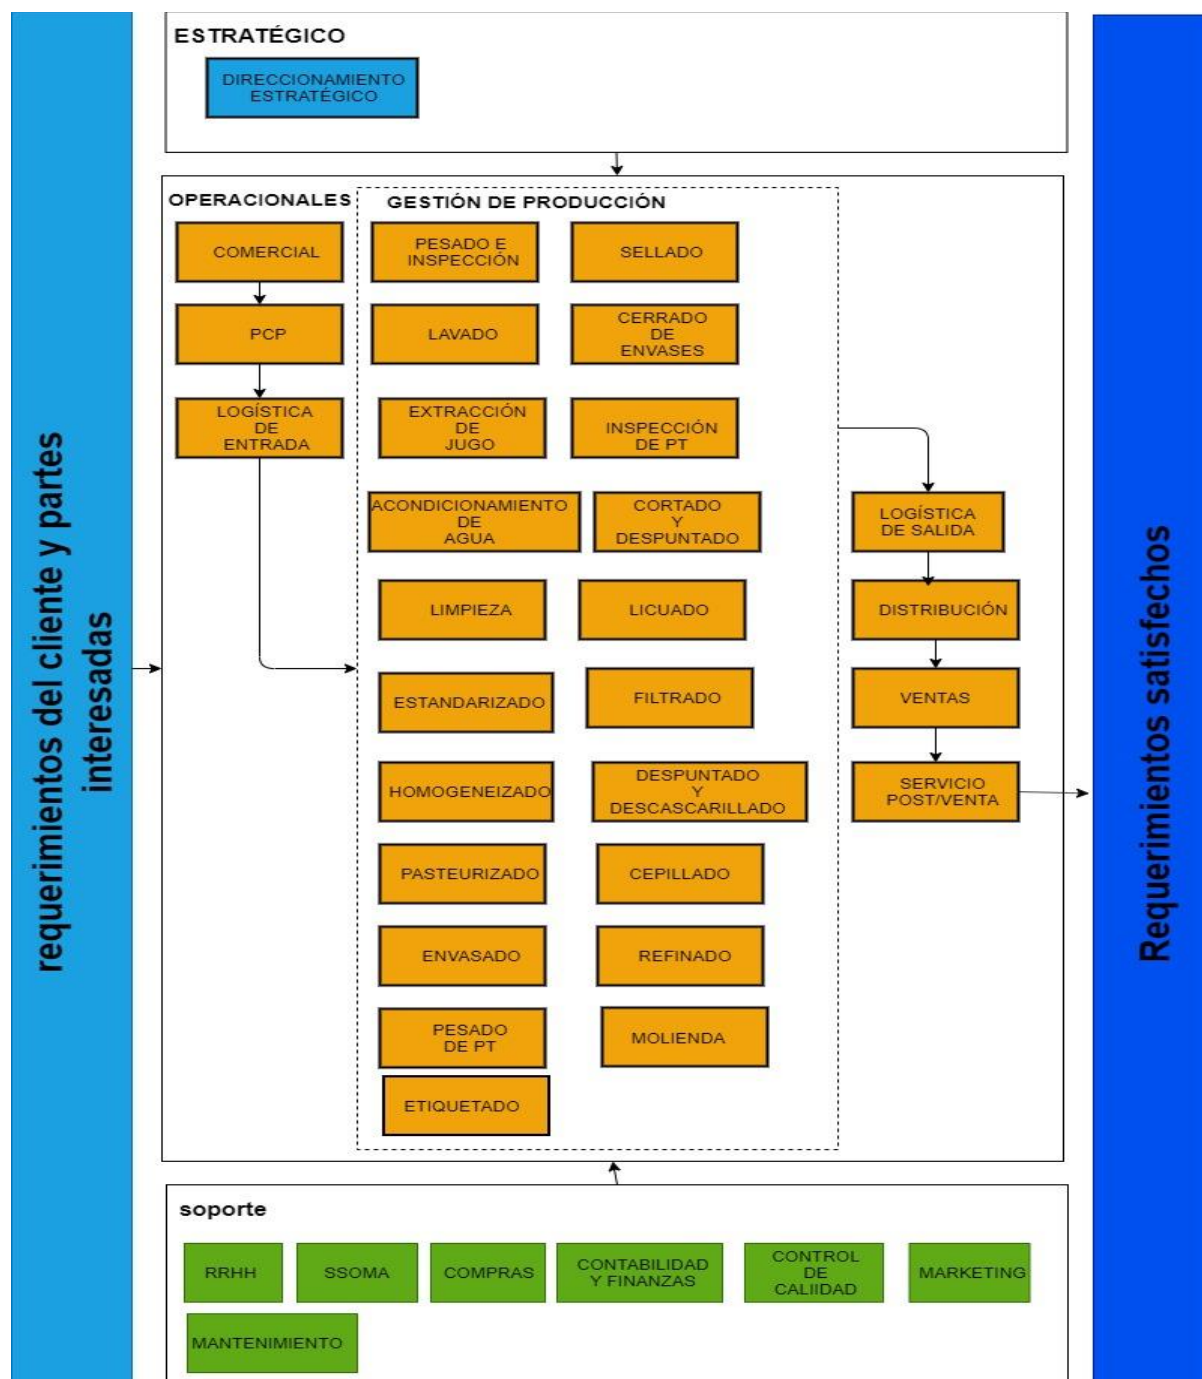 requerimientos del cliente y partes
interesadas
ESTRATÉGICO
DIRECCIONAMIENTO
ESTRATÉGICO
OPERACIONALES
COMERCIAL
PCP
LOGÍSTICA
DE
ENTRADA
GESTIÓN DE PRODUCCIÓN
PESADO E
INSPECCIÓN
LAVADO
EXTRACCIÓN
DE
JUGO
ACONDICIONAMIENTO
DE
AGUA
LIMPIEZA
ESTANDARIZADO
HOMOGENEIZADO
PASTEURIZADO
ENVASADO
PESADO
DE PT
ETIQUETADO
SELLADO
CERRADO
DE
ENVASES
INSPECCIÓN
DE PT
CORTADO
Y
DESPUNTADO
LICUADO
FILTRADO
DESPUNTADO
Y
DESCASCARILLADO
CEPILLADO
REFINADO
MOLIENDA
LOGÍSTICA
DE SALIDA
DISTRIBUCIÓN
VENTAS
SERVICIO
POST/VENTA
soporte
RRHH
SSOMA
COMPRAS
CONTABILIDAD
Y FINANZAS
CONTROL
DE
CALIIDAD
MARKETING
MANTENIMIENTO
Requerimientos satisfechos